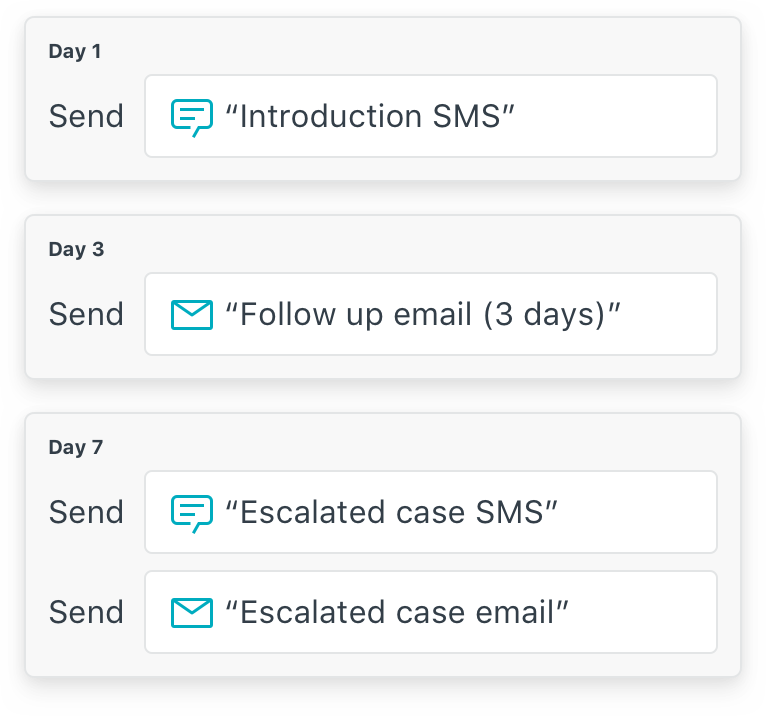 Day 1
Send “Introduction SMS”
Day 3
Send “Follow up email (3 days)”
Day 7
Send “Escalated case SMS”
Send “Escalated case email”